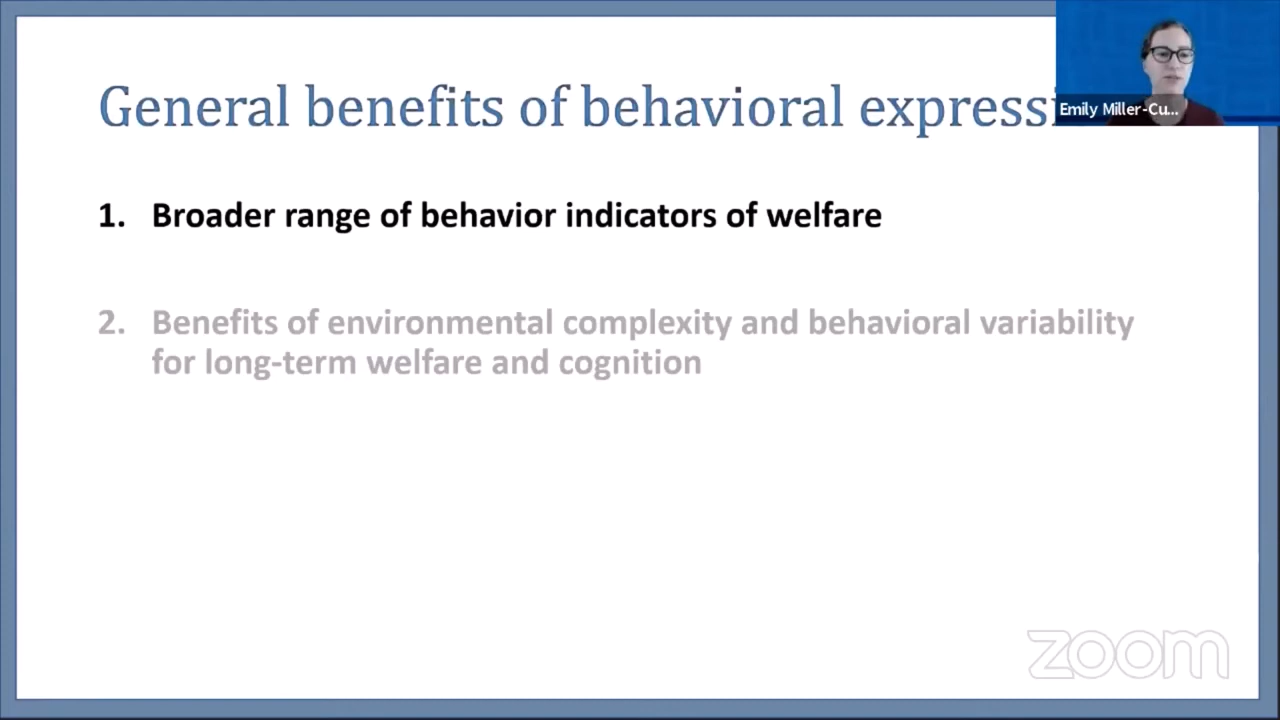 General benefits of behavioral express
Emily Miller-Cu...
1. Broader range of behavior indicators of welfare
2. Benefits of environmental complexity and behavioral variability
for long-term welfare and cognition
zoom